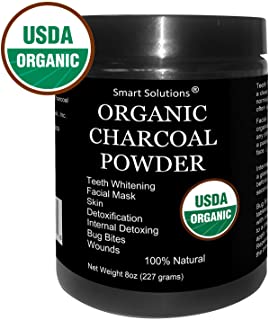 USDA
ORGANIC
Smart Solutions®
ORGANIC
CHARCOAL
POWDER
Teeth Whitening
Facial Mask
Skin
Detoxification
Internal Detoxing
Bug Bites
Wounds
USDA
ORGANIC
100% Natural
Net Weight 8oz (227 grams)